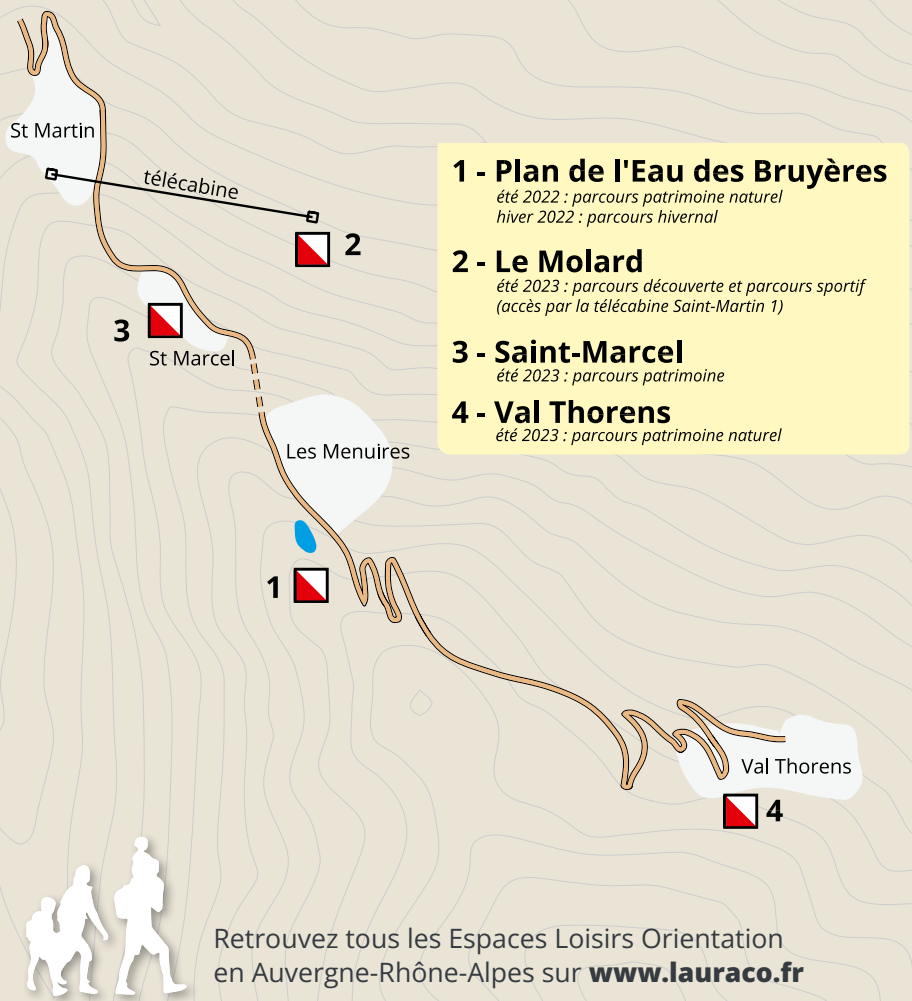 St Martin
télécabine
2
3
St Marcel
Les Menuires
1
Val Thorens
4
1 - Plan de l'Eau des Bruyères
été 2022 : parcours patrimoine naturel
hiver 2022 : parcours hivernal
2 - Le Molard
été 2023 : parcours découverte et parcours sportif
(accès par la télécabine Saint-Martin 1)
3 - Saint-Marcel
été 2023 : parcours patrimoine
4 - Val Thorens
été 2023 : parcours patrimoine naturel
Retrouvez tous les Espaces Loisirs Orientation
en Auvergne-Rhône-Alpes sur www.lauraco.fr